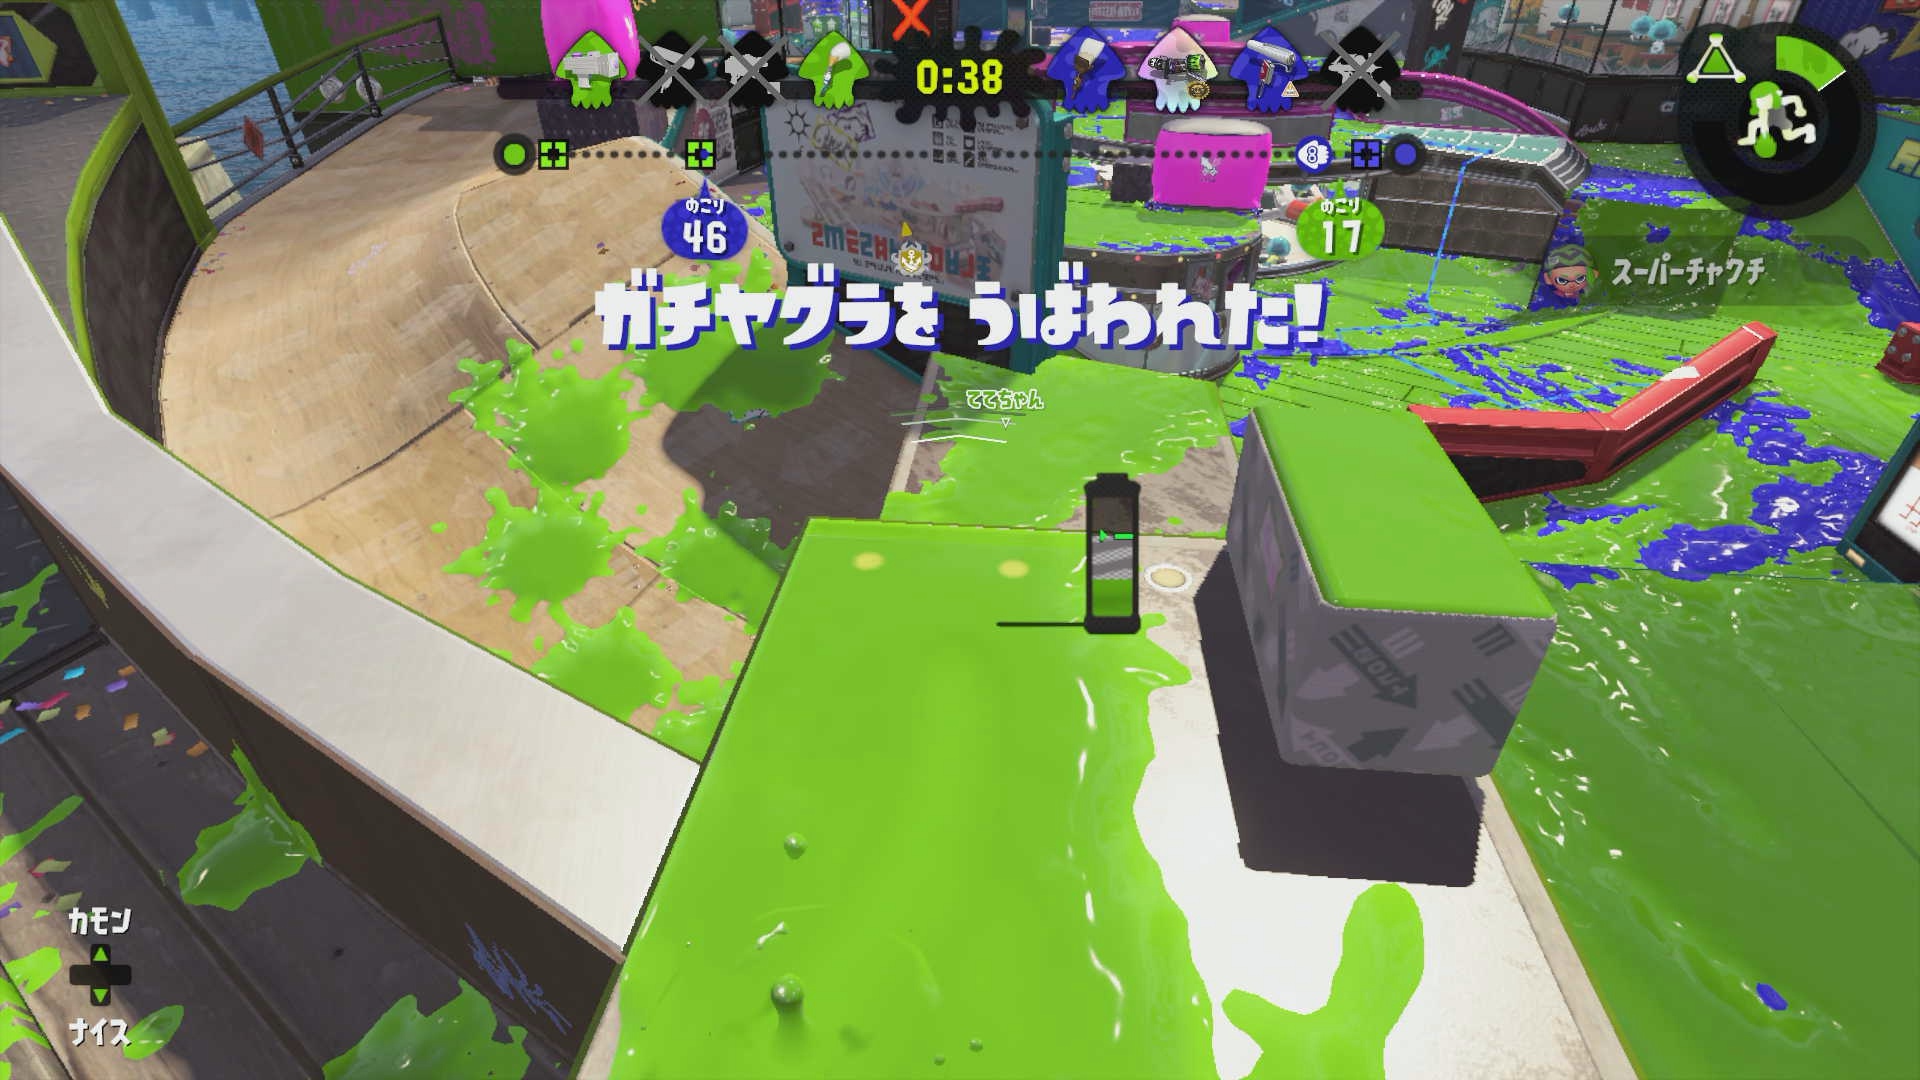 0:38
のこり
46
のこり
17
スーパーチャクチ
ガチヤグラを うばわれた!
ててちゃん
カモン
ナイス